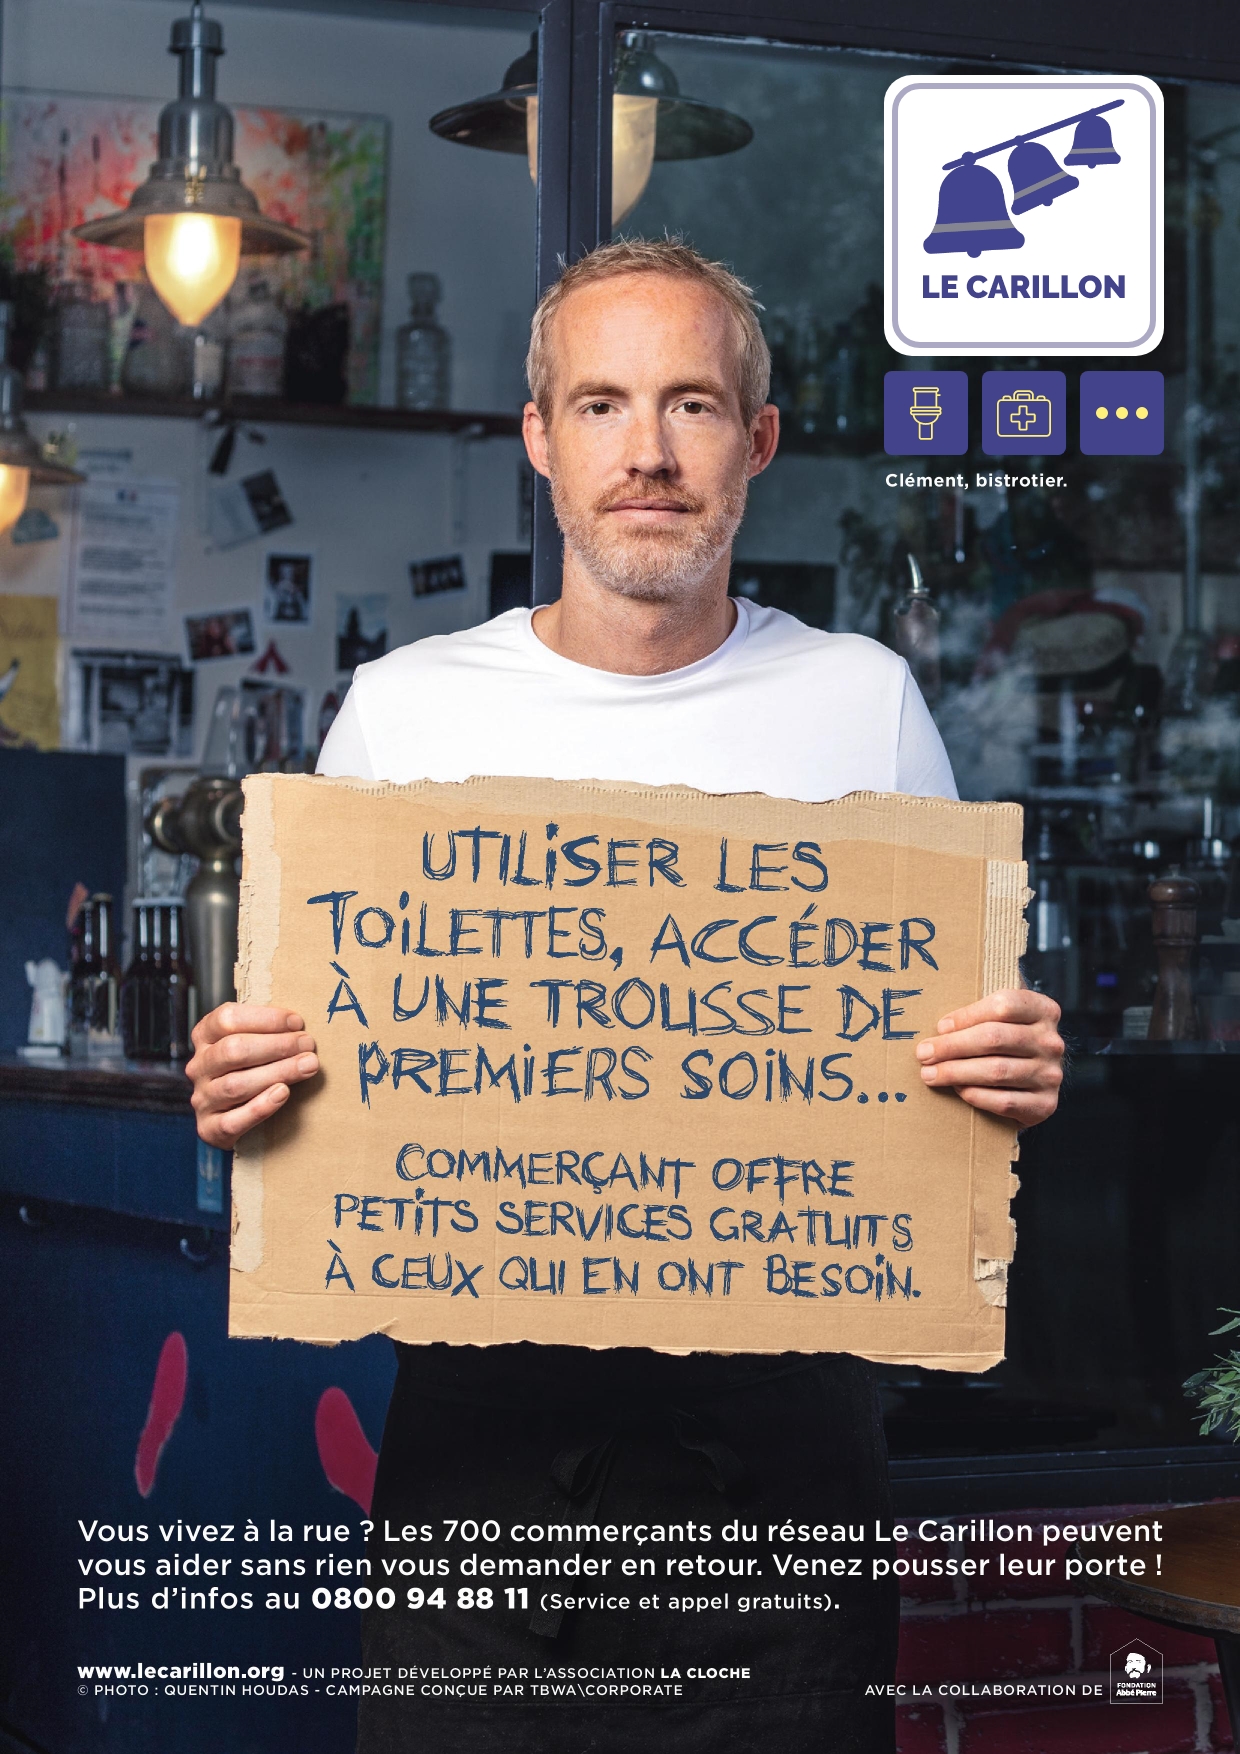 LE CARILLON
Clément, bistrotier.
UTILISER LES
TOILETTES, ACCÉDER
À UNE TROUSSE DE
PREMIERS SOINS...
COMMERÇANT OFFRE
PETITS SERVICES GRATUITS
À CEUX QUI EN ONT BESOIN.
Vous vivez à la rue ? Les 700 commerçants du réseau Le Carillon peuvent
vous aider sans rien vous demander en retour. Venez pousser leur porte !
Plus d’infos au 0800 94 88 11 (Service et appel gratuits).
www.lecarillon.org - UN PROJET DÉVELOPPÉ PAR L’ASSOCIATION LA CLOCHE
© PHOTO : QUENTIN HOUDAS - CAMPAGNE CONÇUE PAR TBWA\CORPORATE
AVEC LA COLLABORATION DE
FONDATION
Abbé Pierre